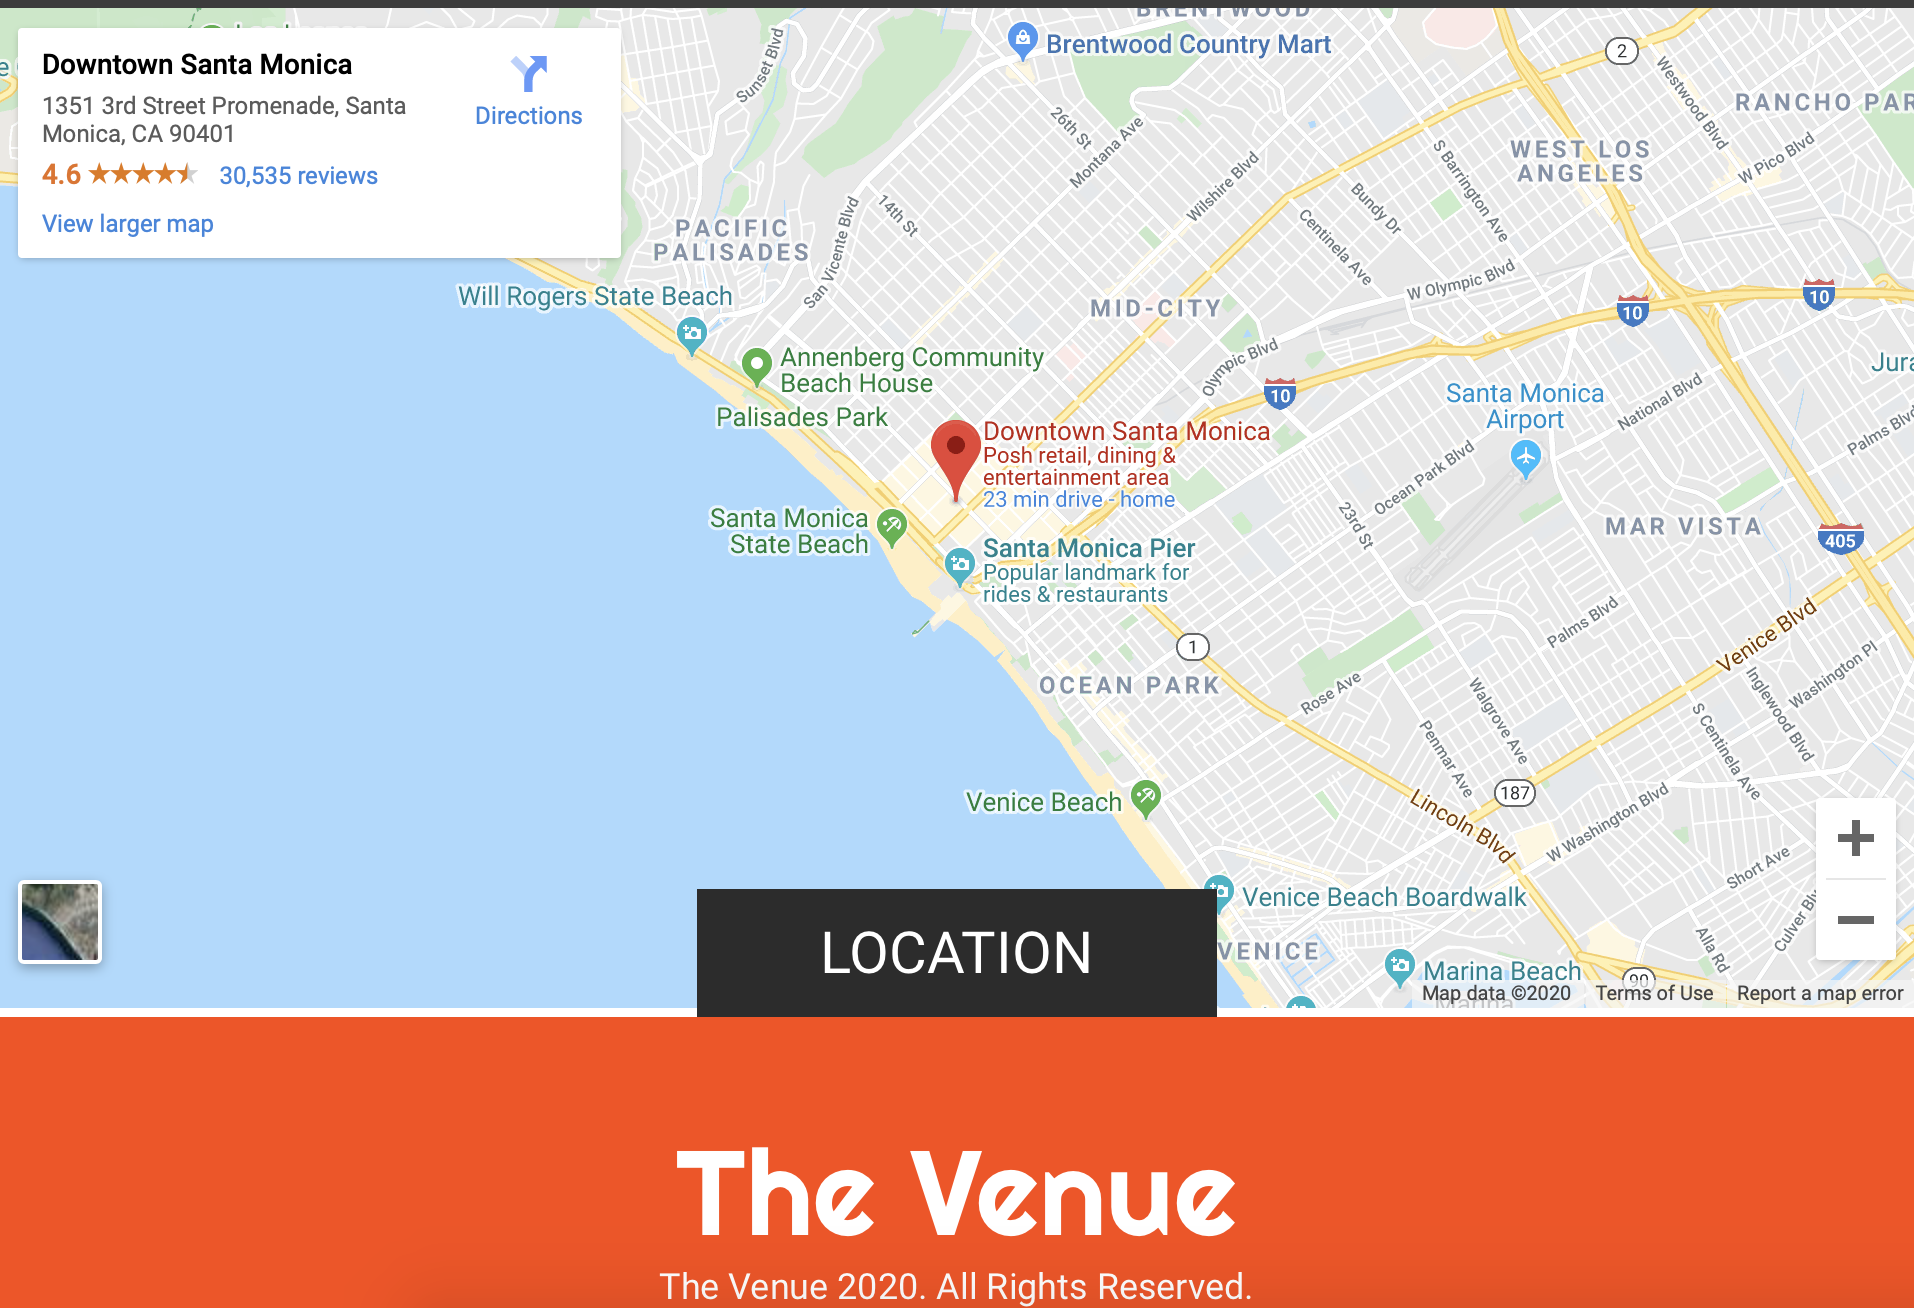 BRENTWOOD
Downtown Santa Monica
1351 3rd Street Promenade, Santa
Monica, CA 90401
4.6
30,535 reviews
View larger map
Directions
Sunset Blvd
Brentwood Country Mart
2
Westwood Blvd
RANCHO PAR
26th St
Montana Ave
Wilshire Blvd
S Barrington Ave
WEST LOS
ANGELES
W Pico Blvd
PACIFIC
PALISADES
San Vicente Blvd
14th St
Bundy Dr
Centinela Ave
W Olympic Blvd
Will Rogers State Beach
MID-CITY
10
10
Annenberg Community
Beach House
Olympic Blvd
10
Jura
Palisades Park
Santa Monica
Airport
National Blvd
Palms Blvd
Downtown Santa Monica
Posh retail, dining &
entertainment area
23 min drive - home
Ocean Park Blvd
23rd St
Santa Monica
State Beach
MAR VISTA
405
Santa Monica Pier
Popular landmark for
rides & restaurants
1
Palms Blvd
Venice Blvd
Washington Pl
OCEAN PARK
Rose Ave
Walgrove Ave
Inglewood Blvd
S Centinela Ave
Penmar Ave
Venice Beach
187
Lincoln Blvd
W Washington Blvd
Short Ave
Venice Beach Boardwalk
Culver Blv
VENICE
Alla Rd
Marina Beach
90
Marina
Map data ©2020
Terms of Use
Report a map error
LOCATION
The Venue
The Venue 2020. All Rights Reserved.